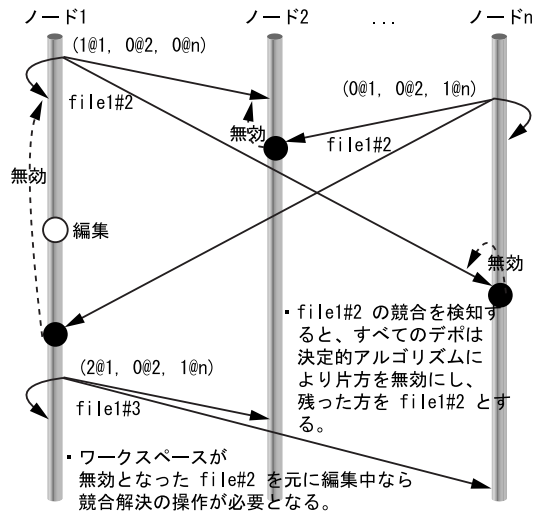 ノード1 ノード2 ... ノードn
(1@1, 0@2, 0@n)
(0@1, 0@2, 1@n)
file1#2
無効
file1#2
無効
編集
無効
・file1#2 の競合を検知す
ると、すべてのデポは
決定的アルゴリズムに
より片方を無効にし、
残った方を file1#2 とす
る。
(2@1, 0@2, 1@n)
file1#3
・ワークスペースが
無効となった file#2 を元に編集中なら
競合解決の操作が必要となる。